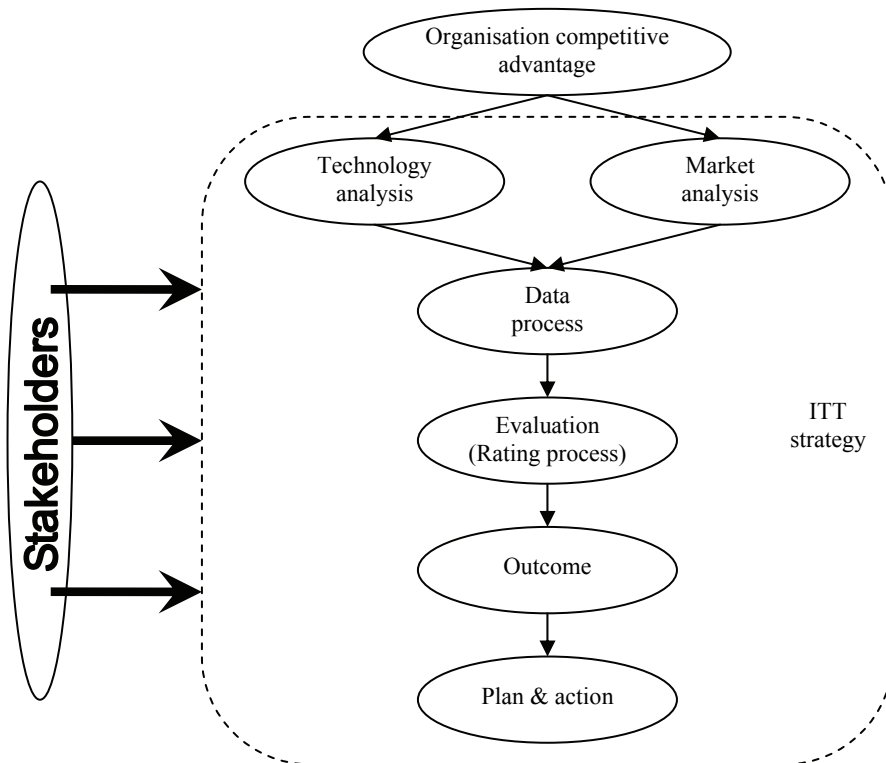 Organisation competitive
advantage
Technology
analysis
Market
analysis
Data
process
Evaluation
(Rating process)
ITT
strategy
Outcome
Plan & action
Stakeholders